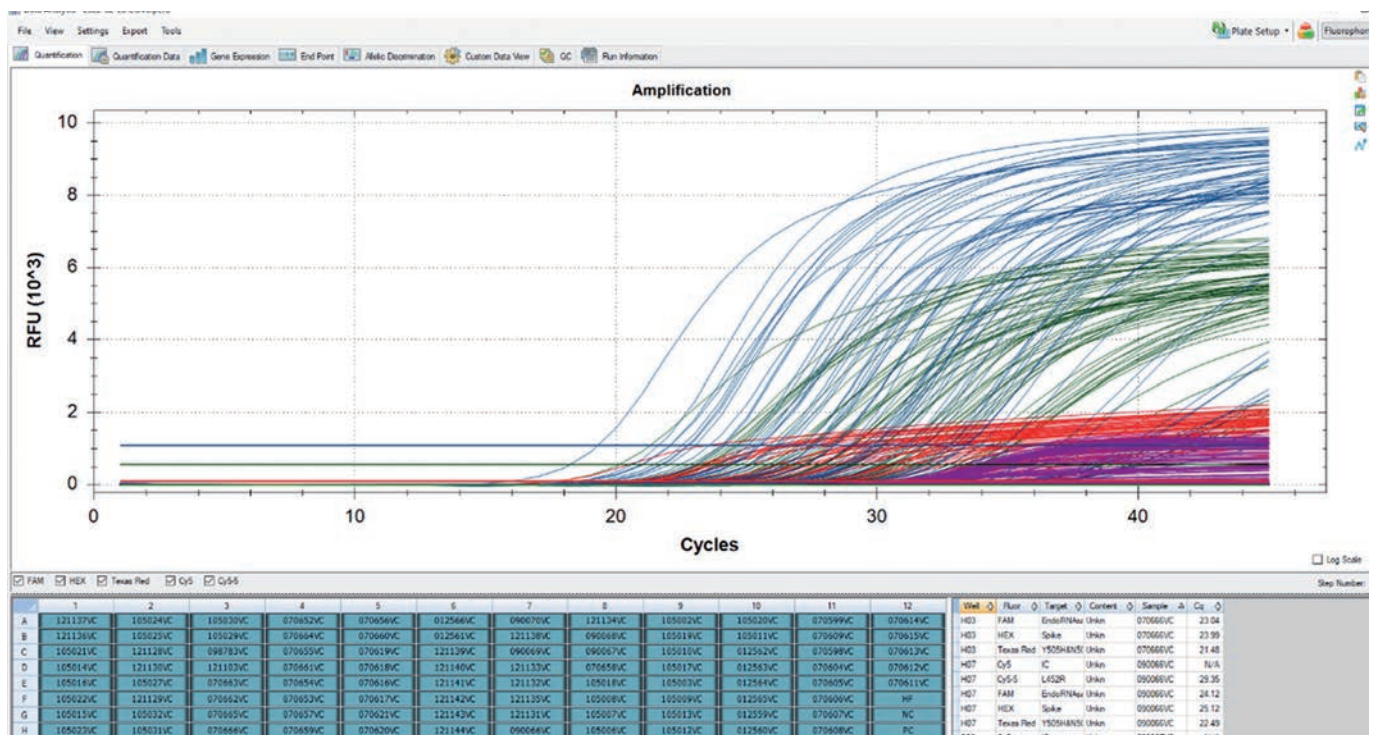 File View Settings Export Tools
Plate Setup
Quantification Quantification Data Gene Expression End Point Allelic Discrimination Custom Data View QC Run Information
Amplification
10
8
6
4
2
0
RFU (10^3)
0 10 20 30 40
Cycles
Log Scale
FAM HEX Texas Red Cy5 Cy5-5 Step Number:
1 2 3 4 5 6 7 8 9 10 11 12
A 121137VC 105024VC 105030VC 070652VC 070656VC 012566VC 090070VC 121134VC 105002VC 105020VC 070599VC 070614VC
B 121136VC 105025VC 105029VC 070664VC 070660VC 012561VC 121138VC 090068VC 105019VC 105011VC 070609VC 070615VC
C 105021VC 121128VC 098783VC 070655VC 070619VC 121139VC 090069VC 090067VC 105010VC 012562VC 070598VC 070613VC
D 105014VC 121130VC 121103VC 070661VC 070618VC 121140VC 121133VC 070658VC 105017VC 012563VC 070604VC 070612VC
E 105016VC 105027VC 070663VC 070654VC 070616VC 121141VC 121132VC 105018VC 105003VC 012564VC 070605VC 070611VC
F 105022VC 121129VC 070662VC 070653VC 070617VC 121142VC 121135VC 105008VC 105009VC 012565VC 070606VC HF
G 105015VC 105032VC 070665VC 070657VC 070621VC 121143VC 121131VC 105007VC 105013VC 012559VC 070607VC NC
H 105023VC 105031VC 070666VC 070659VC 070620VC 121144VC 090066VC 105006VC 105012VC 012560VC 070608VC PC
Well Fluor Target Content Sample Cq
H03 FAM EndoRNAse Unkn 070666VC 23.04
H03 HEX Spike Unkn 070666VC 23.99
H03 Texas Red Unkn 070666VC 21.48
H07 Cy5 IC Unkn 090066VC N/A
H07 Cy5-5 L452R Unkn 090066VC 29.35
H07 FAM EndoRNAse Unkn 090066VC 24.12
H07 HEX Spike Unkn 090066VC 25.12
H07 Texas Red Unkn 090066VC 22.49